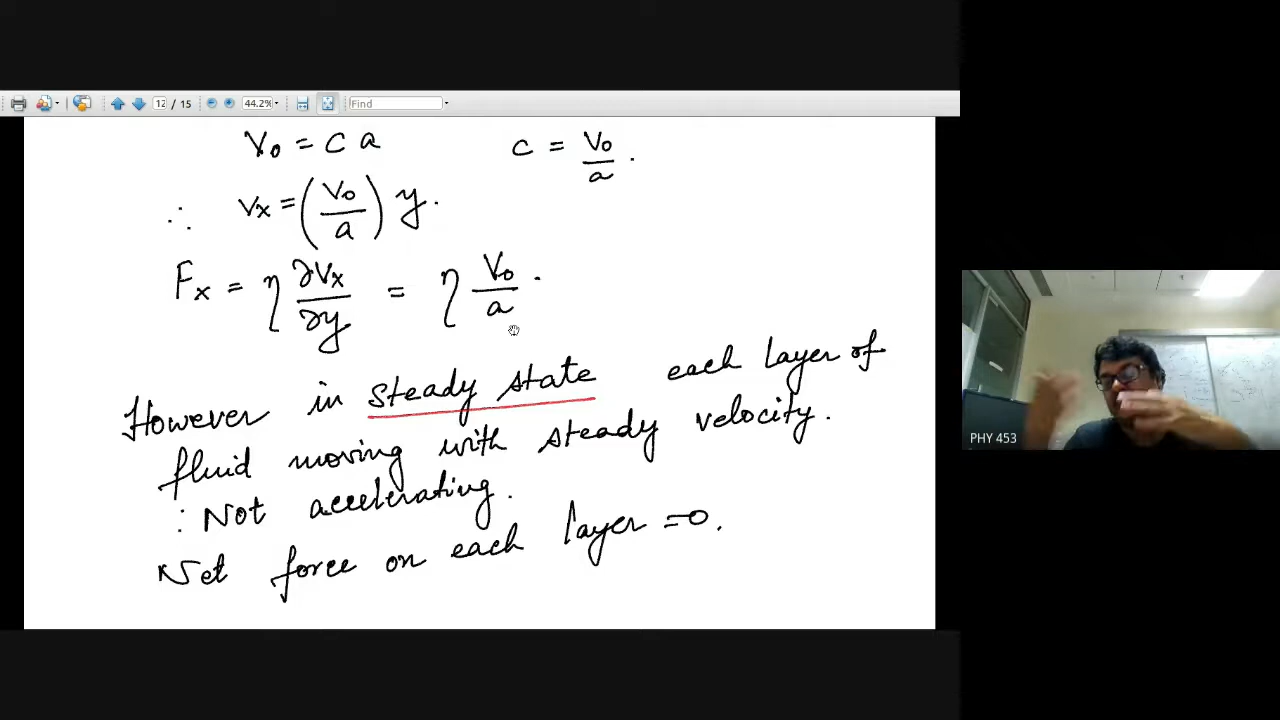 12 / 15 44.2% Find
V₀ = c a c = V₀/a .
∴ Vx = (V₀/a) y .
Fx = η ∂Vx/∂y = η V₀/a .
However in steady state each layer of
fluid moving with steady velocity.
∴ Not accelerating.
Net force on each layer = 0.
PHY 453